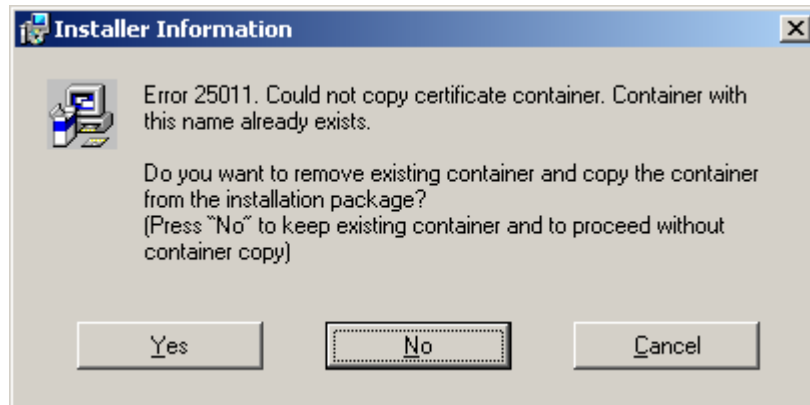 Installer Information
Error 25011. Could not copy certificate container. Container with
this name already exists.
Do you want to remove existing container and copy the container
from the installation package?
(Press ˜No˝ to keep existing container and to proceed without
container copy)
Yes
No
Cancel